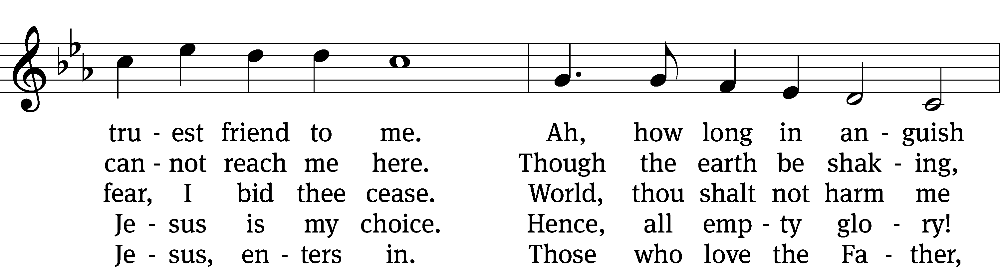 tru - est friend to me. Ah, how long in an - guish
can - not reach me here. Though the earth be shak - ing,
fear, I bid thee cease. World, thou shalt not harm me
Je - sus is my choice. Hence, all emp - ty glo - ry!
Je - sus, en - ters in. Those who love the Fa - ther,